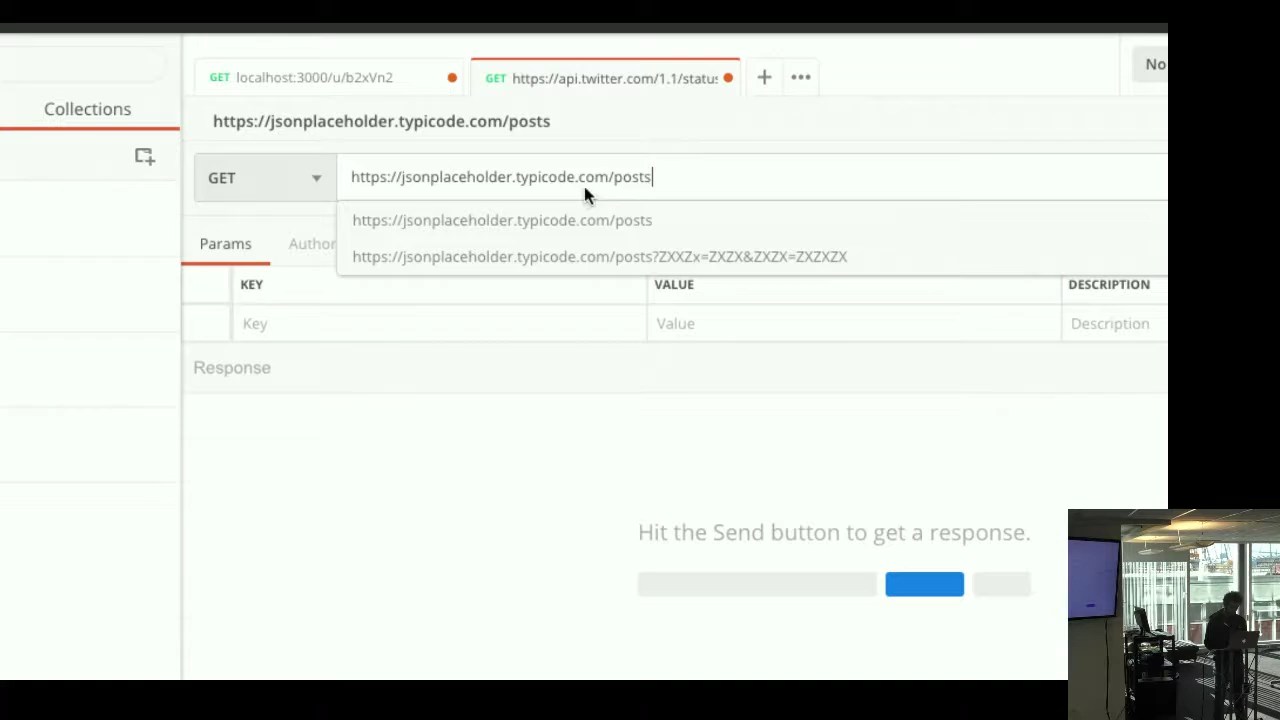 GET localhost:3000/u/b2xVn2
GET https://api.twitter.com/1.1/status
No
Collections
https://jsonplaceholder.typicode.com/posts
GET https://jsonplaceholder.typicode.com/posts
https://jsonplaceholder.typicode.com/posts
Params Author
https://jsonplaceholder.typicode.com/posts?ZXXZx=ZXZX&ZXZX=ZXZXZX
KEY VALUE DESCRIPTION
Key Value Description
Response
Hit the Send button to get a response.